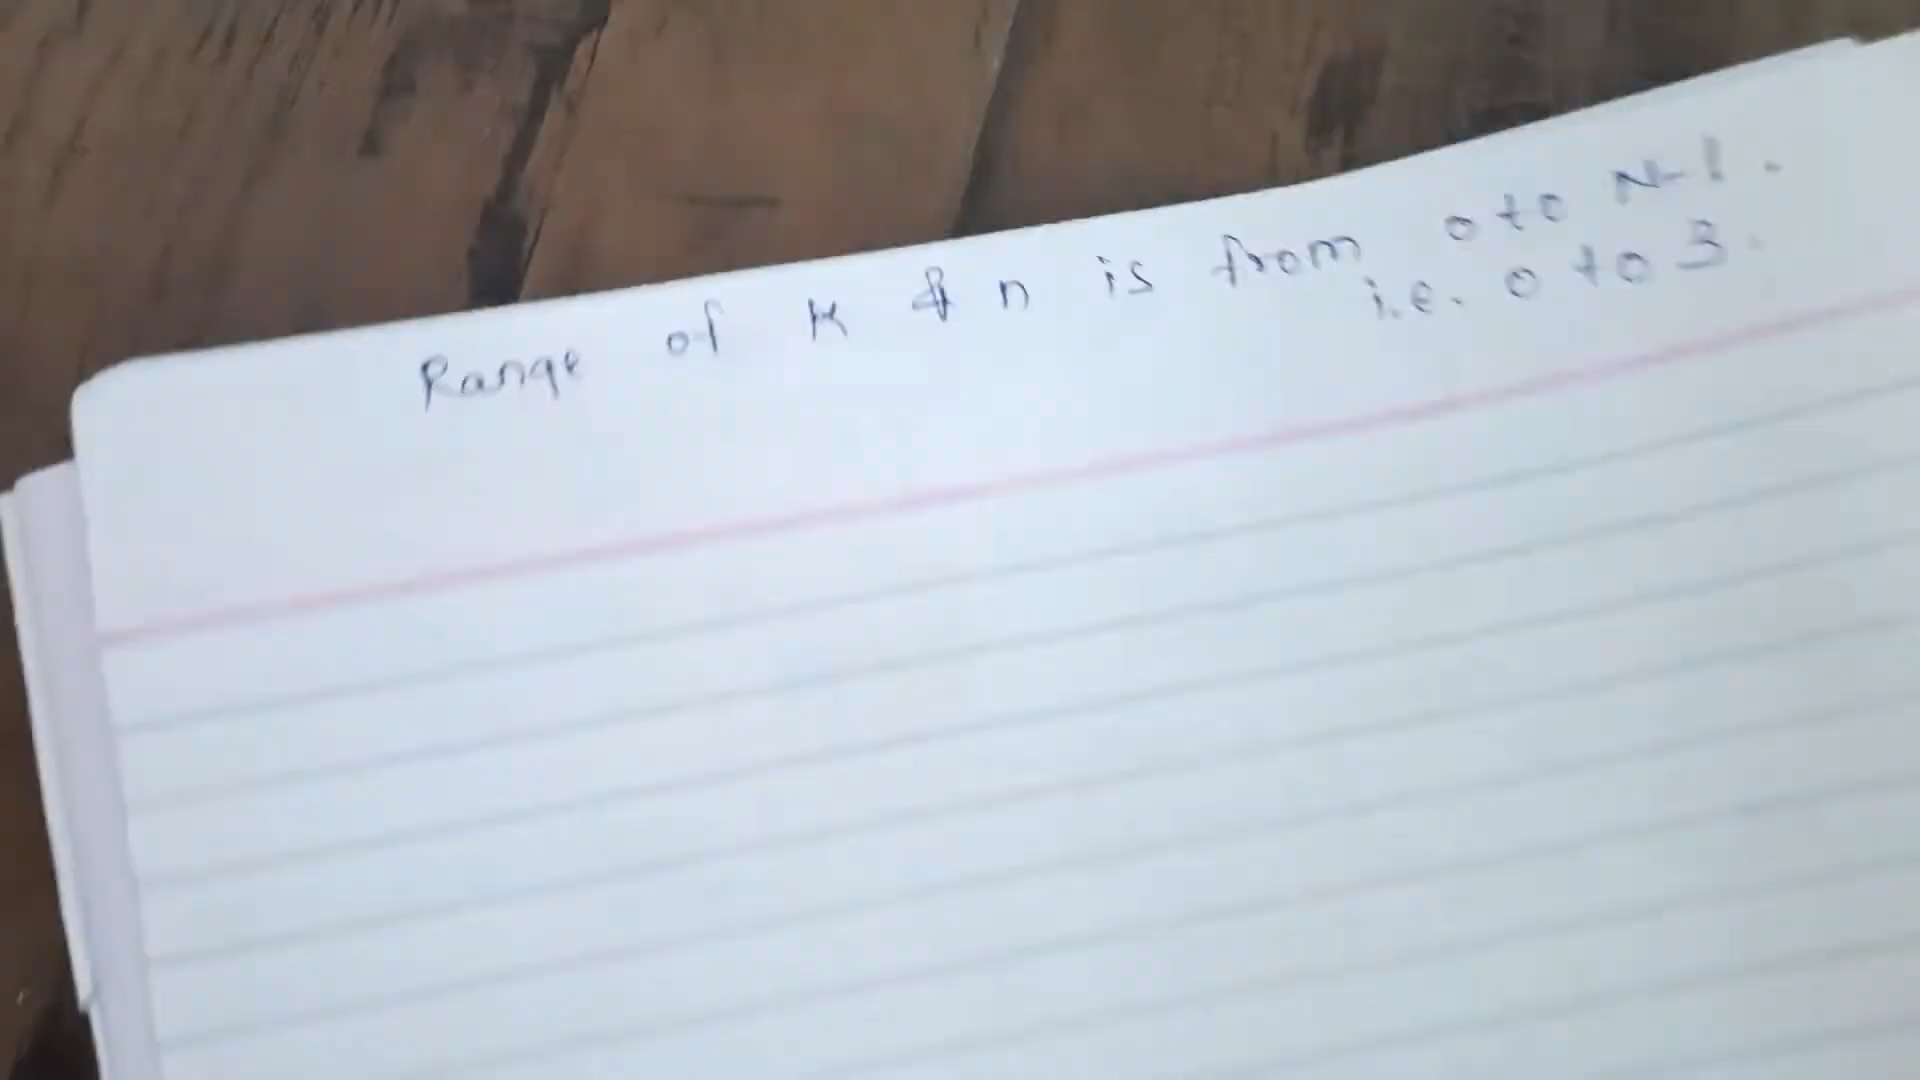 Range of K & n is from 0 to N-1.
i.e. 0 to 3.